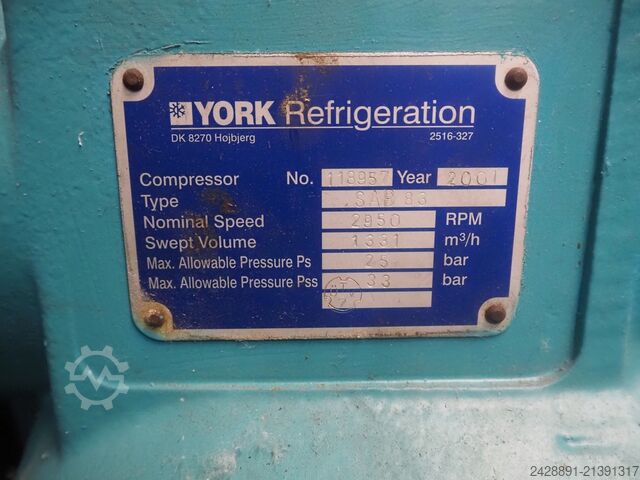 YORK Refrigeration
DK 8270 Højbjerg 2516-327
Compressor No. 118957 Year 2001
Type SAB 83
Nominal Speed 2950 RPM
Swept Volume 1331 m³/h
Max. Allowable Pressure Ps 25 bar
Max. Allowable Pressure Pss 33 bar
2428891-21391317